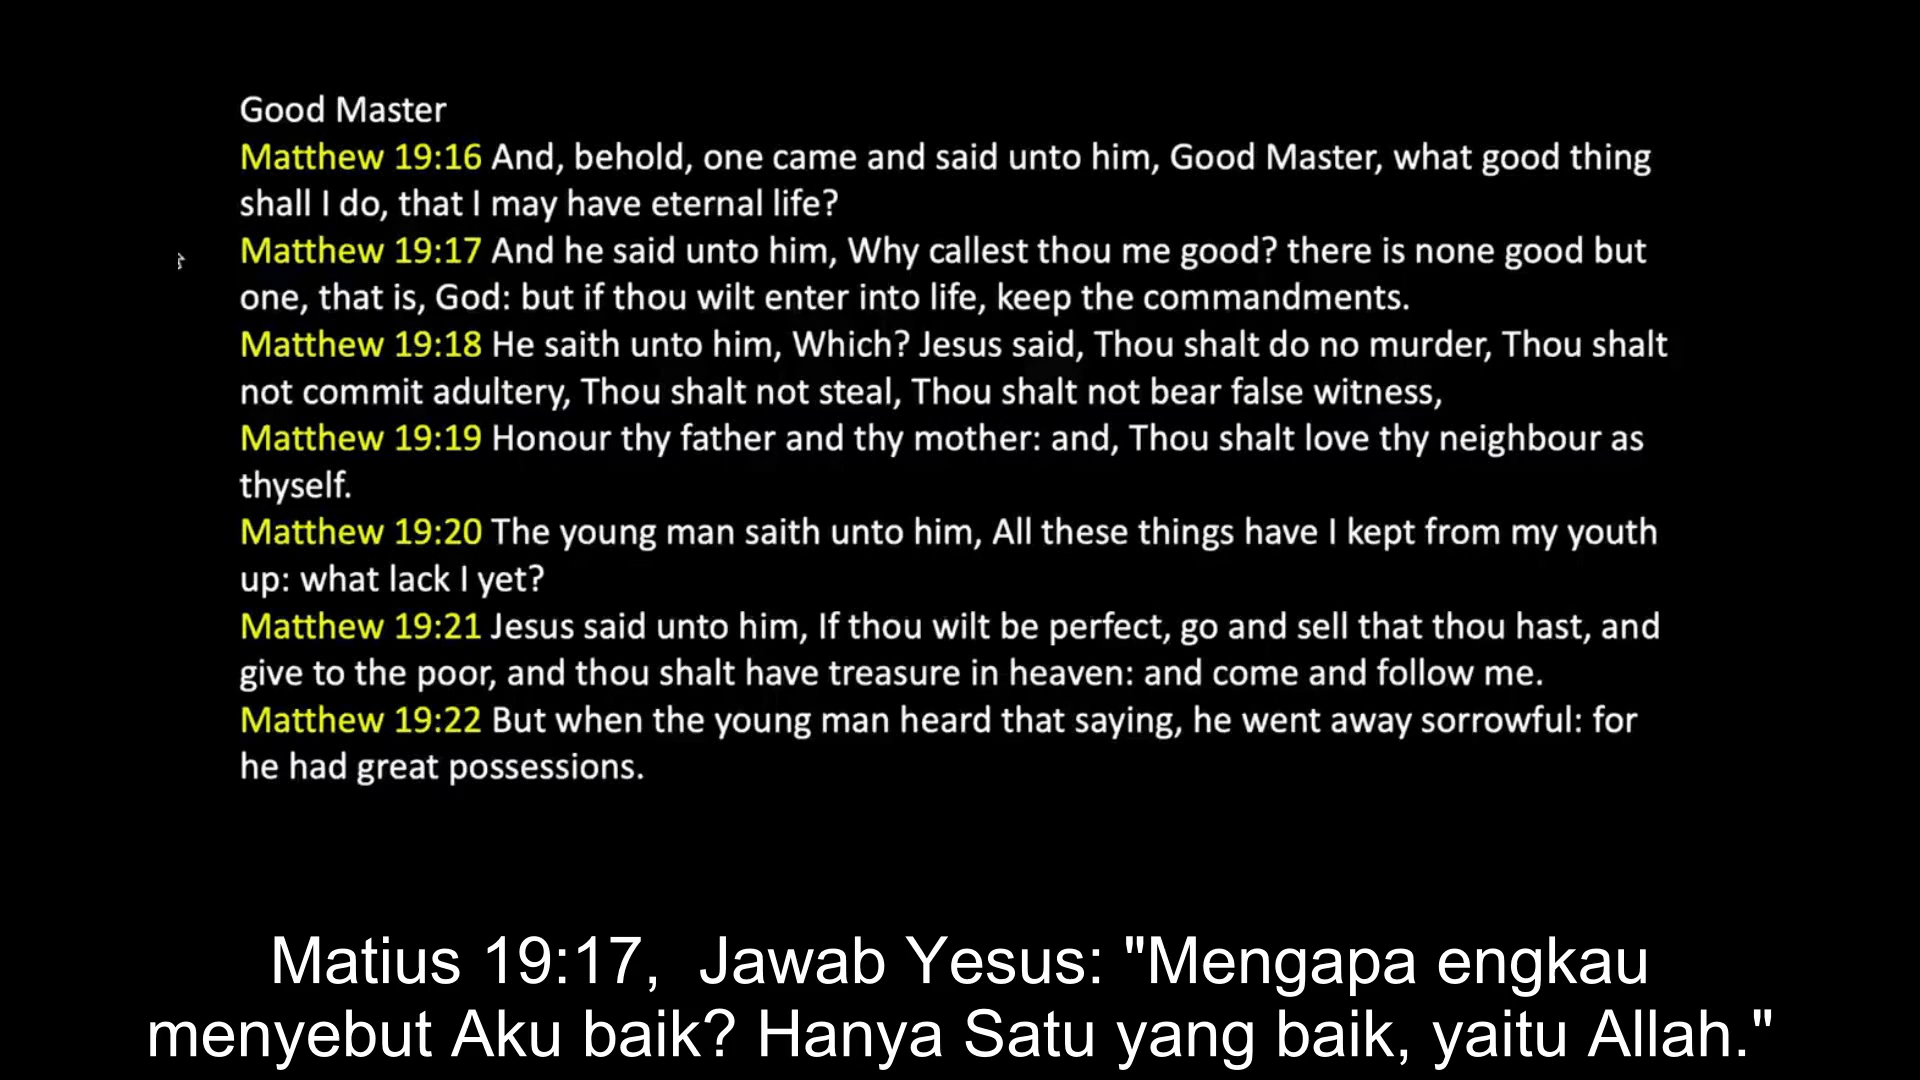 Good Master
Matthew 19:16 And, behold, one came and said unto him, Good Master, what good thing
shall I do, that I may have eternal life?
Matthew 19:17 And he said unto him, Why callest thou me good? there is none good but
one, that is, God: but if thou wilt enter into life, keep the commandments.
Matthew 19:18 He saith unto him, Which? Jesus said, Thou shalt do no murder, Thou shalt
not commit adultery, Thou shalt not steal, Thou shalt not bear false witness,
Matthew 19:19 Honour thy father and thy mother: and, Thou shalt love thy neighbour as
thyself.
Matthew 19:20 The young man saith unto him, All these things have I kept from my youth
up: what lack I yet?
Matthew 19:21 Jesus said unto him, If thou wilt be perfect, go and sell that thou hast, and
give to the poor, and thou shalt have treasure in heaven: and come and follow me.
Matthew 19:22 But when the young man heard that saying, he went away sorrowful: for
he had great possessions.
Matius 19:17,  Jawab Yesus: "Mengapa engkau
menyebut Aku baik? Hanya Satu yang baik, yaitu Allah."